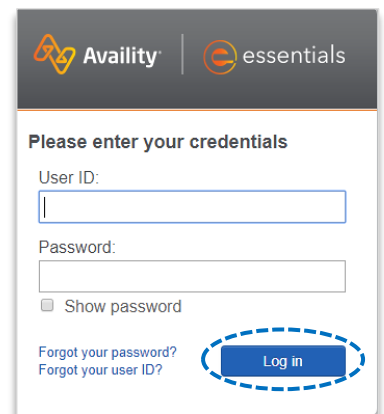 Availity essentials
Please enter your credentials
User ID:
Password:
Show password
Forgot your password?
Forgot your user ID?
Log in